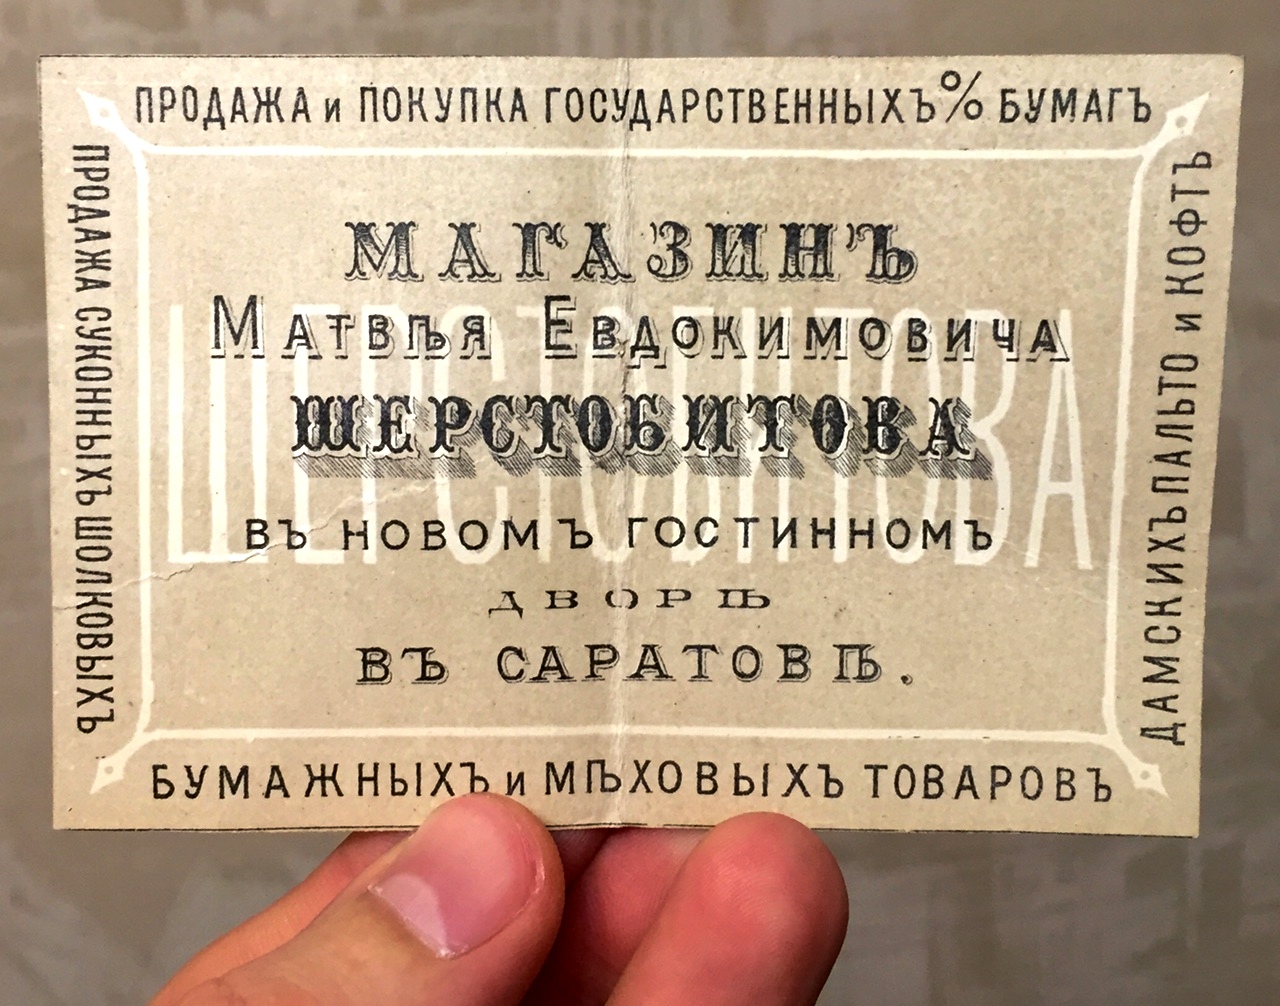 ПРОДАЖА и ПОКУПКА ГОСУДАРСТВЕННЫХЪ % БУМАГЪ
ПРОДАЖА СУКОННЫХЪ ШОЛКОВЫХЪ
МАГАЗИНЪ
МАТВѢЯ ЕВДОКИМОВИЧА
ШЕРСТОБИТОВА
ШЕРСТОБИТОВА
ВЪ НОВОМЪ ГОСТИННОМЪ
ДВОРѢ
ВЪ САРАТОВѢ.
ДАМСКИХЪ ПАЛЬТО и КОФТЪ
БУМАЖНЫХЪ и МѢХОВЫХЪ ТОВАРОВЪ